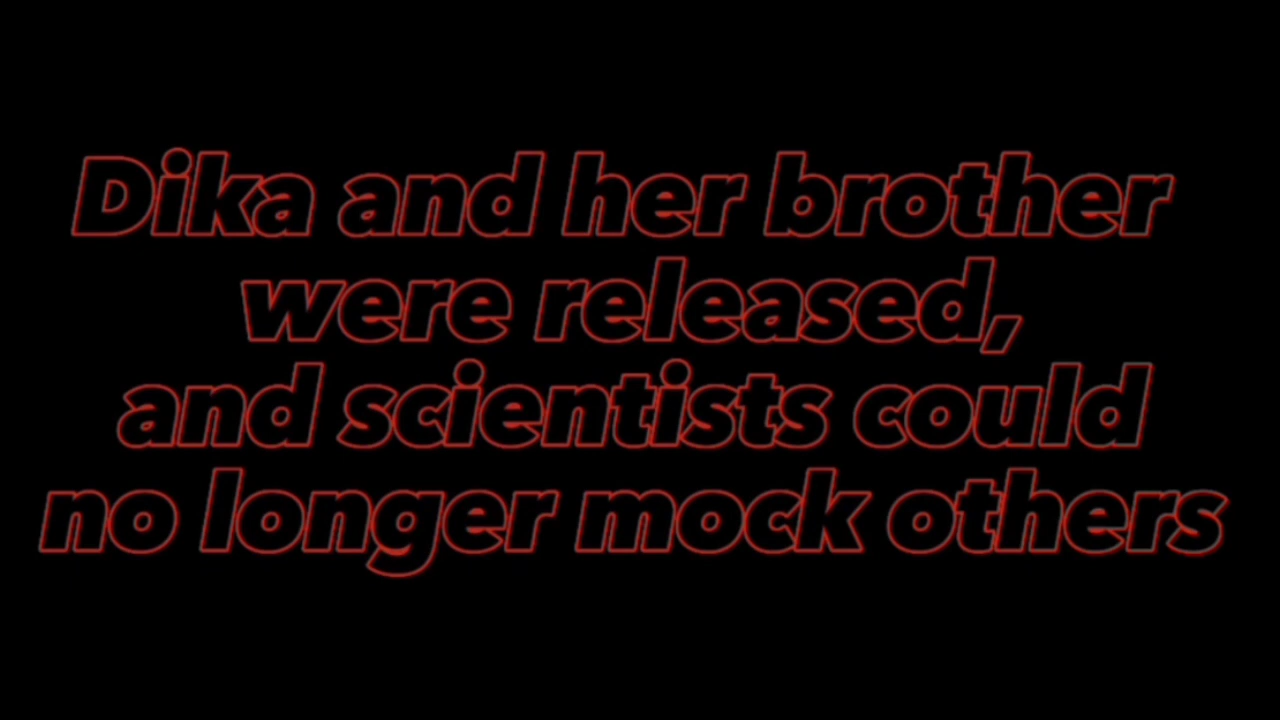 Dika and her brother
were released,
and scientists could
no longer mock others